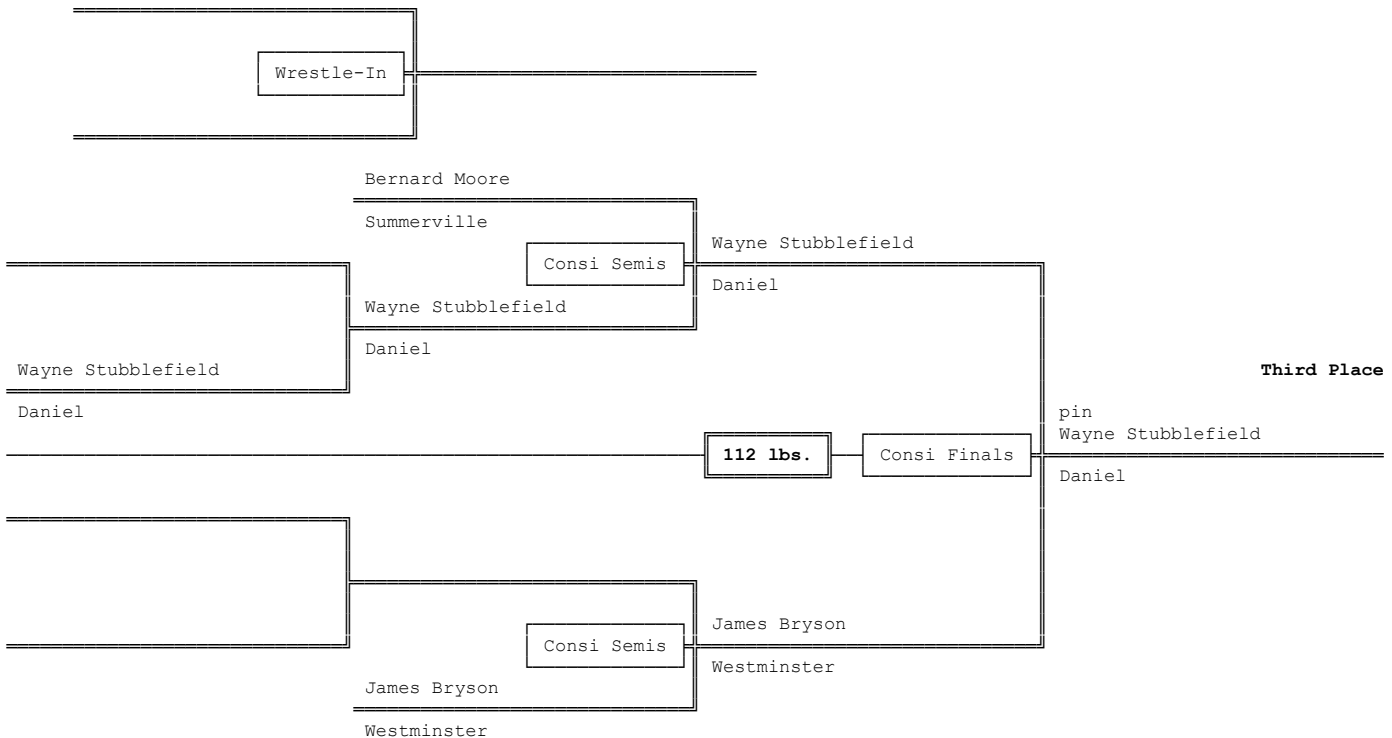 Wrestle-In
Bernard Moore
Summerville
Wayne Stubblefield
Consi Semis
Daniel
Wayne Stubblefield
Daniel
Wayne Stubblefield
Third Place
Daniel
pin
Wayne Stubblefield
112 lbs.
Consi Finals
Daniel
James Bryson
Consi Semis
Westminster
James Bryson
Westminster